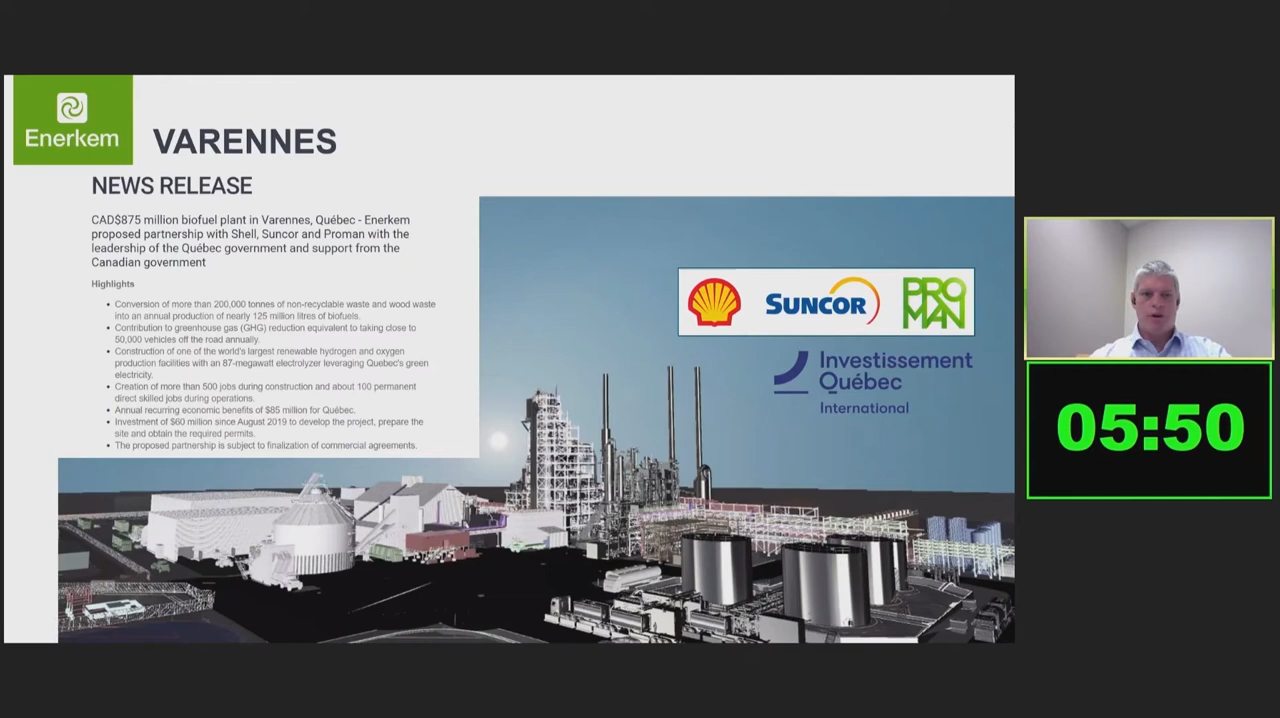 Enerkem
VARENNES
NEWS RELEASE
CAD$875 million biofuel plant in Varennes, Québec - Enerkem
proposed partnership with Shell, Suncor and Proman with the
leadership of the Québec government and support from the
Canadian government
Highlights
• Conversion of more than 200,000 tonnes of non-recyclable waste and wood waste
into an annual production of nearly 125 million litres of biofuels.
• Contribution to greenhouse gas (GHG) reduction equivalent to taking close to
50,000 vehicles off the road annually.
• Construction of one of the world's largest renewable hydrogen and oxygen
production facilities with an 87-megawatt electrolyzer leveraging Quebec's green
electricity.
• Creation of more than 500 jobs during construction and about 100 permanent
direct skilled jobs during operations.
• Annual recurring economic benefits of $85 million for Québec.
• Investment of $60 million since August 2019 to develop the project, prepare the
site and obtain the required permits.
• The proposed partnership is subject to finalization of commercial agreements.
SUNCOR
PRO
MAN
Investissement
Québec
International
05:50